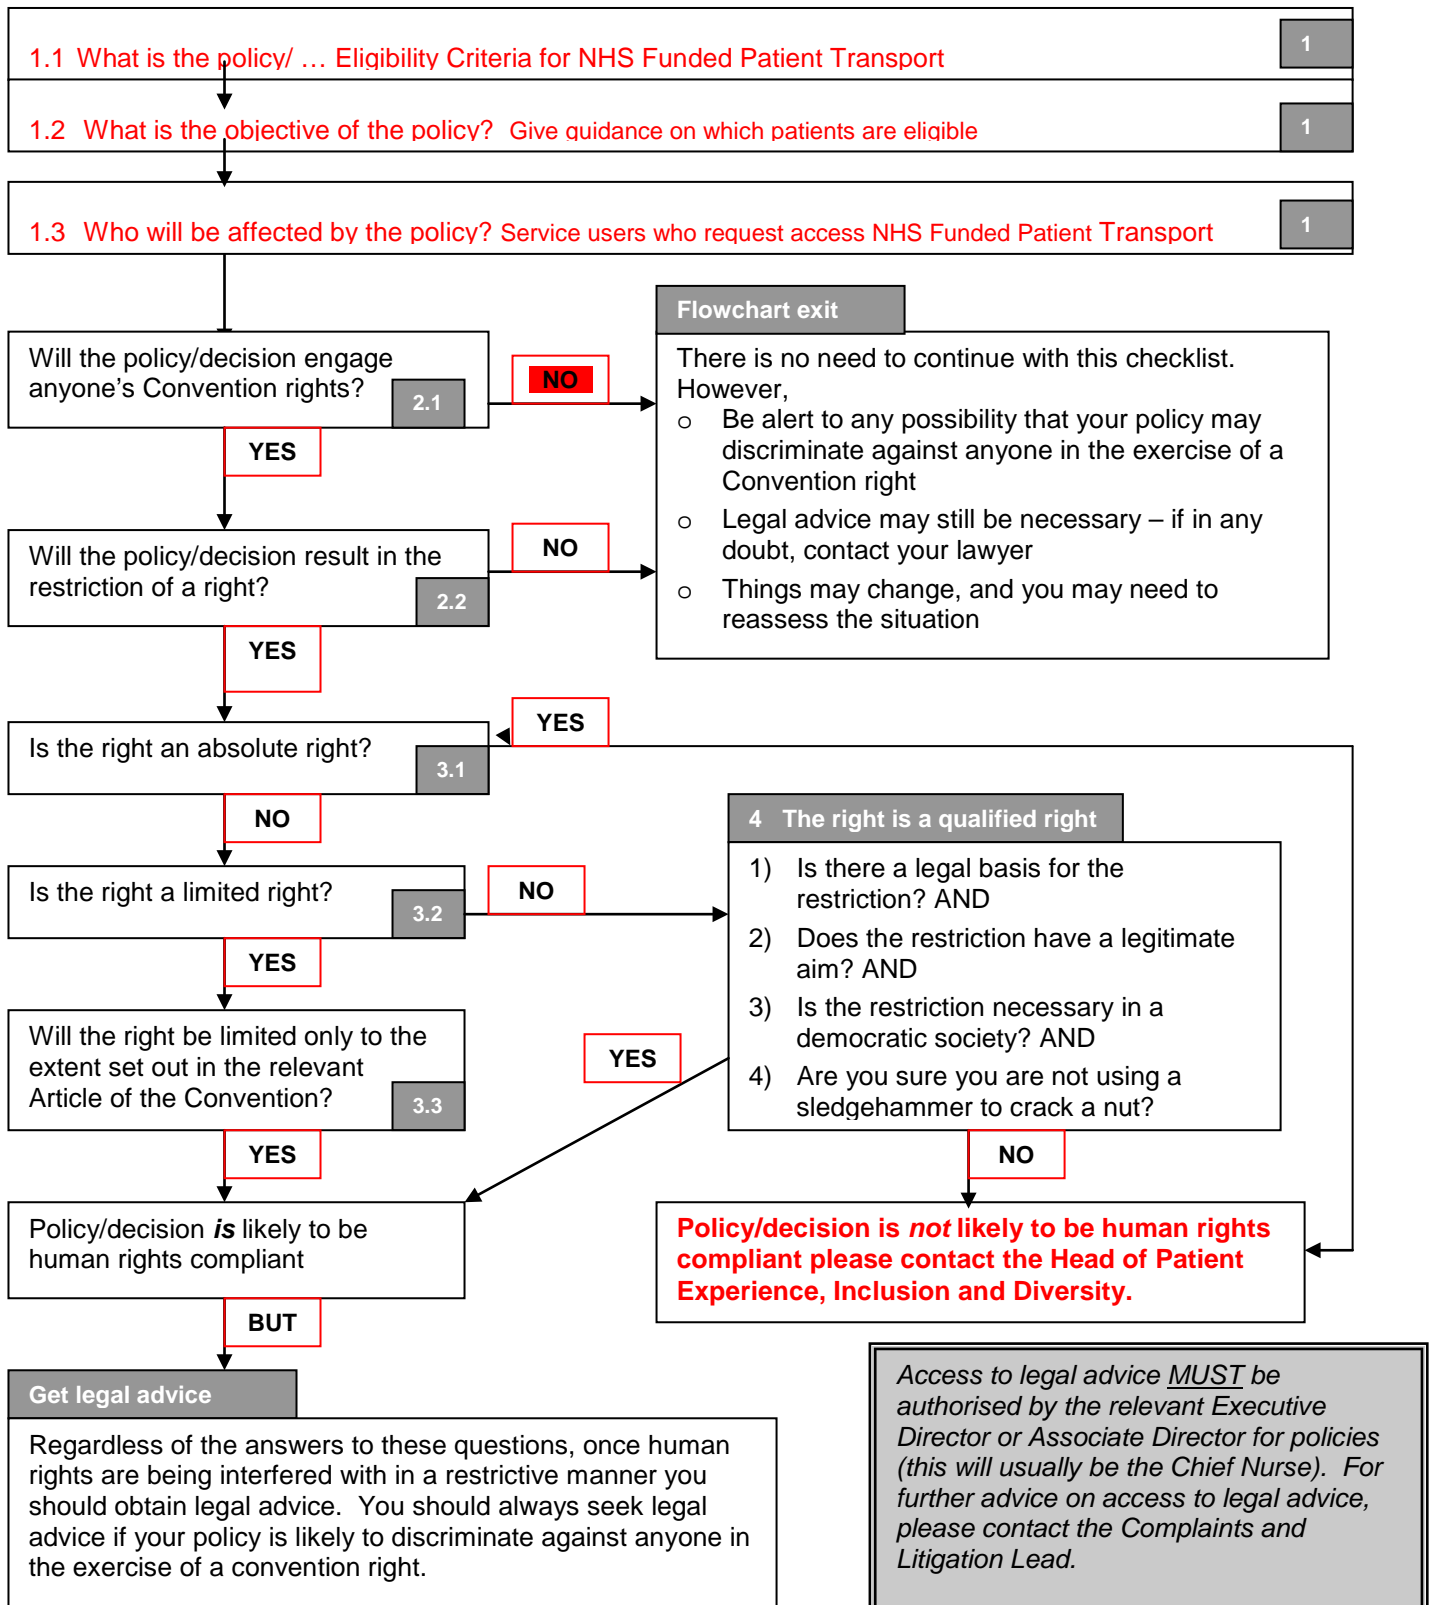 1.1 What is the policy/ … Eligibility Criteria for NHS Funded Patient Transport
1
1.2 What is the objective of the policy? Give guidance on which patients are eligible
1
1.3 Who will be affected by the policy? Service users who request access NHS Funded Patient Transport
1
Will the policy/decision engage
anyone’s Convention rights?
2.1
NO
YES
Flowchart exit
There is no need to continue with this checklist.
However,
o Be alert to any possibility that your policy may
discriminate against anyone in the exercise of a
Convention right
o Legal advice may still be necessary – if in any
doubt, contact your lawyer
o Things may change, and you may need to
reassess the situation
Will the policy/decision result in the
restriction of a right?
2.2
NO
YES
Is the right an absolute right?
3.1
YES
NO
Is the right a limited right?
3.2
NO
YES
4 The right is a qualified right
1) Is there a legal basis for the
restriction? AND
2) Does the restriction have a legitimate
aim? AND
3) Is the restriction necessary in a
democratic society? AND
4) Are you sure you are not using a
sledgehammer to crack a nut?
YES
NO
Will the right be limited only to the
extent set out in the relevant
Article of the Convention?
3.3
YES
Policy/decision is likely to be
human rights compliant
BUT
Policy/decision is not likely to be human rights
compliant please contact the Head of Patient
Experience, Inclusion and Diversity.
Get legal advice
Regardless of the answers to these questions, once human
rights are being interfered with in a restrictive manner you
should obtain legal advice. You should always seek legal
advice if your policy is likely to discriminate against anyone in
the exercise of a convention right.
Access to legal advice MUST be
authorised by the relevant Executive
Director or Associate Director for policies
(this will usually be the Chief Nurse). For
further advice on access to legal advice,
please contact the Complaints and
Litigation Lead.